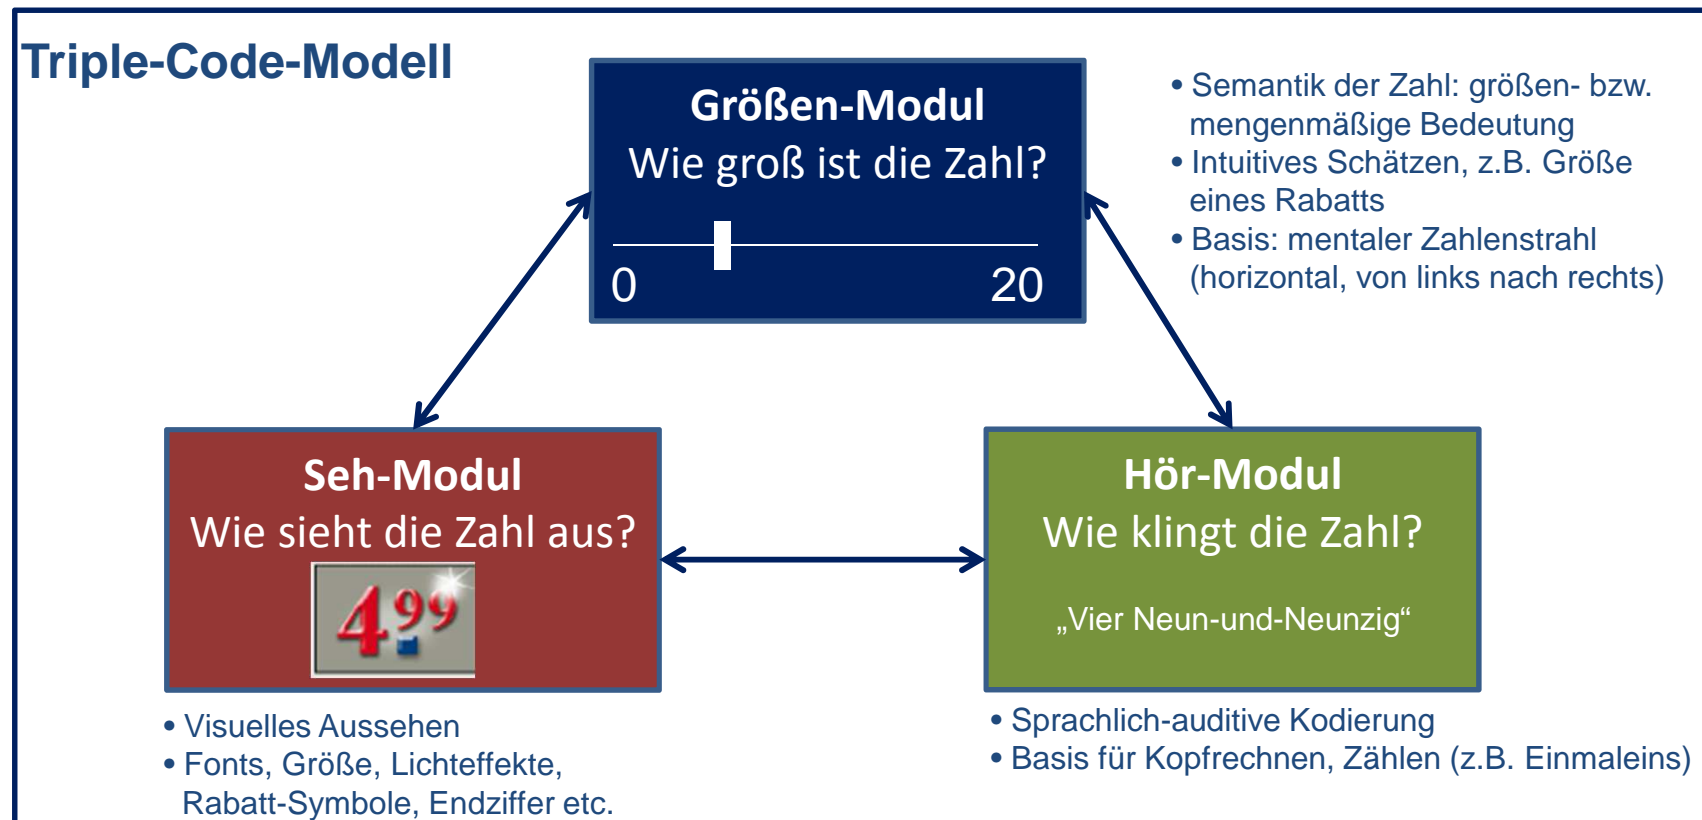 Triple-Code-Modell
Größen-Modul
Wie groß ist die Zahl?
0 20
• Semantik der Zahl: größen- bzw.
mengenmäßige Bedeutung
• Intuitives Schätzen, z.B. Größe
eines Rabatts
• Basis: mentaler Zahlenstrahl
(horizontal, von links nach rechts)
Seh-Modul
Wie sieht die Zahl aus?
4.99
• Visuelles Aussehen
• Fonts, Größe, Lichteffekte,
Rabatt-Symbole, Endziffer etc.
Hör-Modul
Wie klingt die Zahl?
„Vier Neun-und-Neunzig“
• Sprachlich-auditive Kodierung
• Basis für Kopfrechnen, Zählen (z.B. Einmaleins)